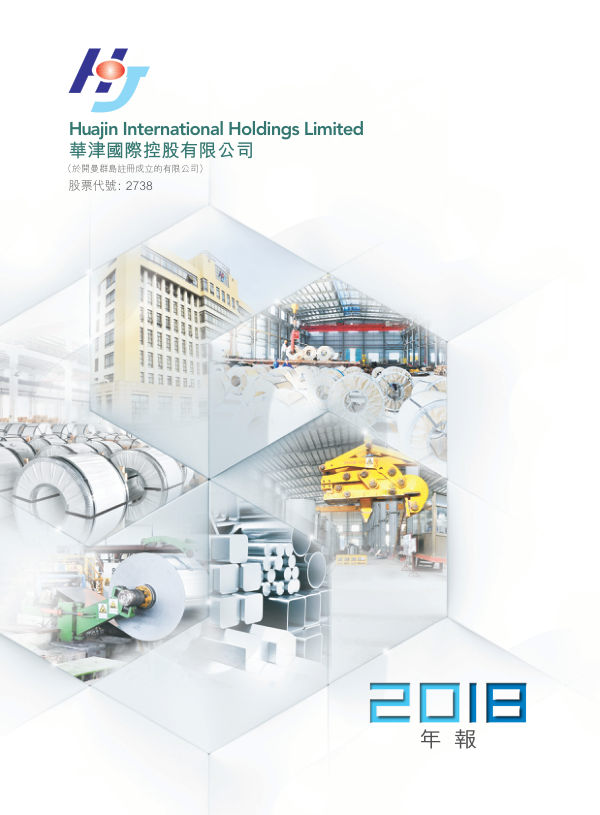 HJ
Huajin International Holdings Limited
華津國際控股有限公司
(於開曼群島註冊成立的有限公司)
股票代號: 2738
2018
年 報